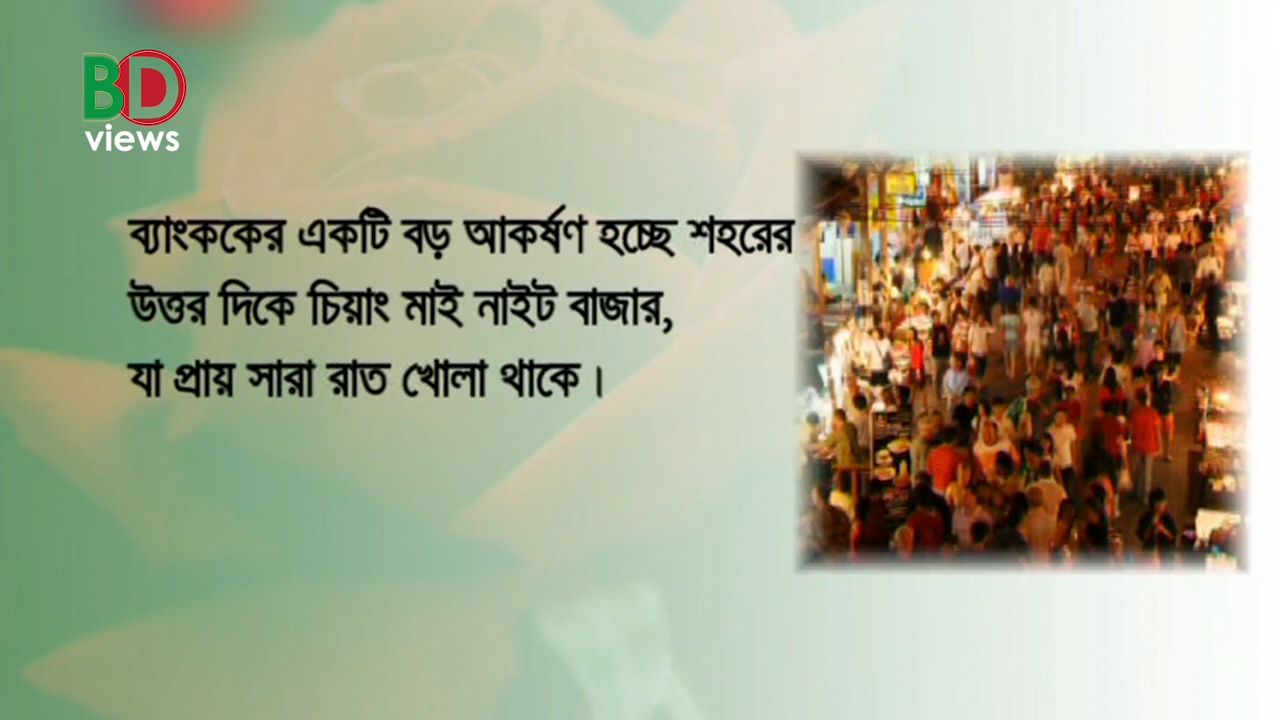 BD
views
ব্যাংককের একটি বড় আকর্ষণ হচ্ছে শহরের
উত্তর দিকে চিয়াং মাই নাইট বাজার,
যা প্রায় সারা রাত খোলা থাকে।